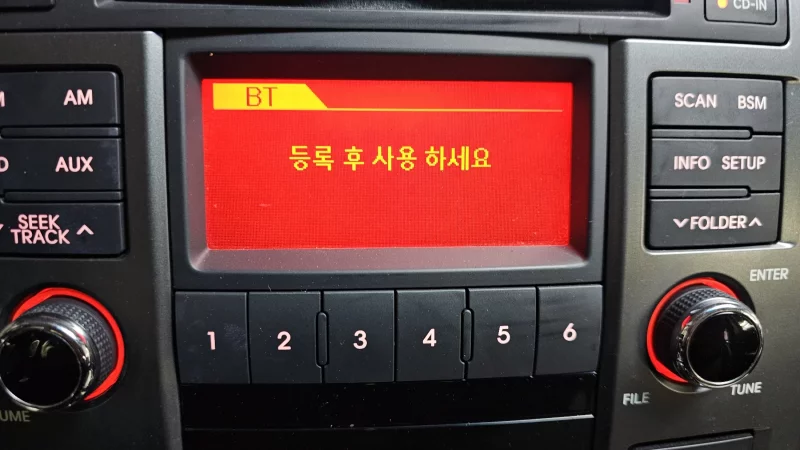 CD-IN
BT
AM
SCAN BSM
등록 후 사용 하세요
AUX
INFO SETUP
SEEK
TRACK ∧
∨FOLDER∧
ENTER
1 2 3 4 5 6
FILE
TUNE